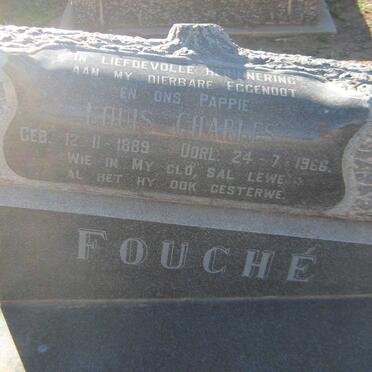 IN LIEFDEVOLLE HERINNERING
AAN MY DIERBARE EGGENOOT
EN ONS PAPPIE
LOUIS CHARLES
GEB. 12-11-1889 OORL. 24-7-1966.
WIE IN MY GLO, SAL LEWE
AL HET HY OOK GESTERWE.
FOUCHÉ